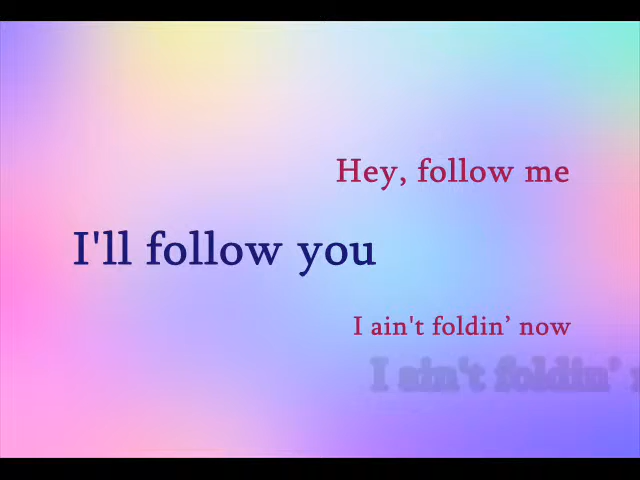 Hey, follow me
I'll follow you
I ain't foldin’ now
I ain't foldin’